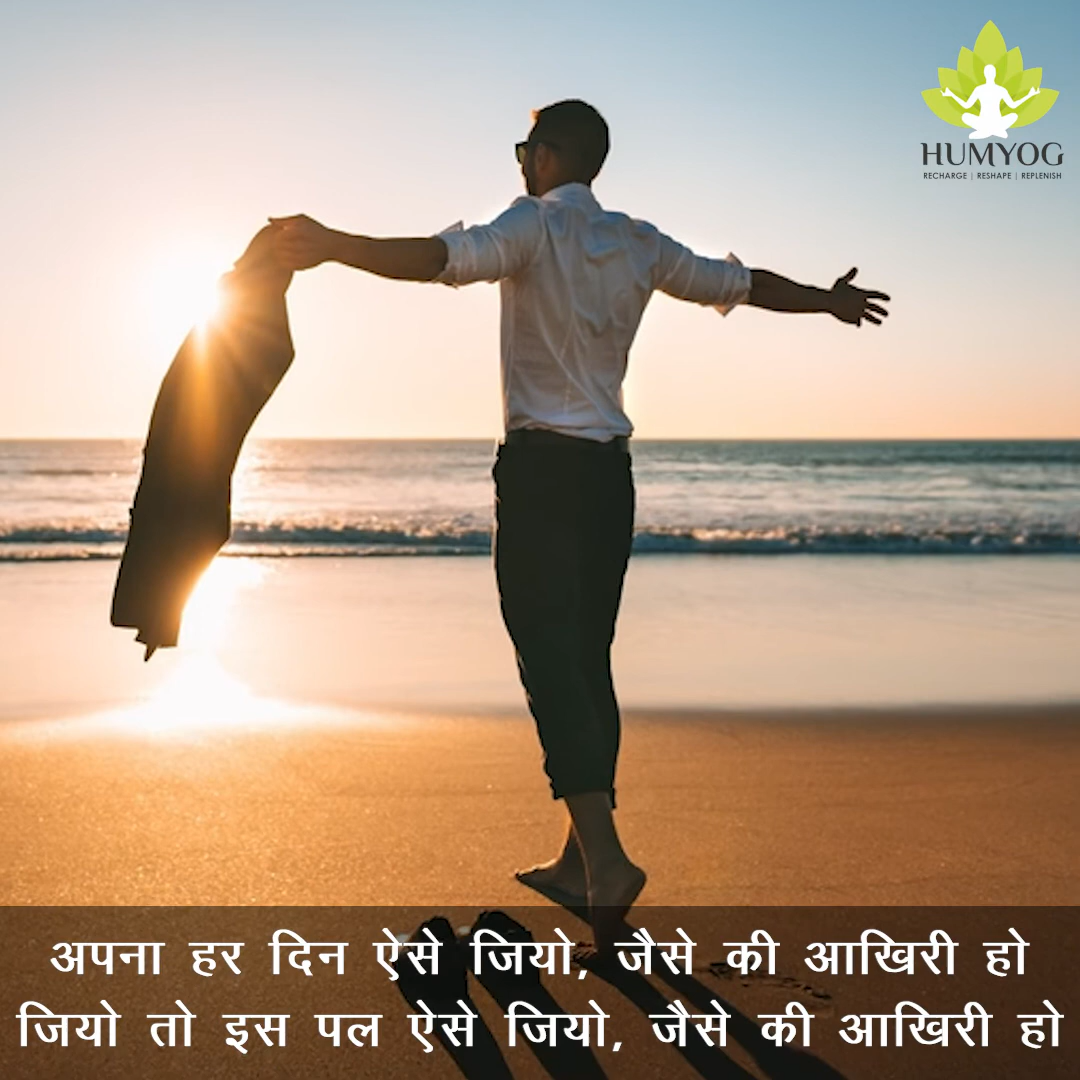 HUMYOG
RECHARGE | RESHAPE | REPLENISH
अपना हर दिन ऐसे जियो, जैसे की आखिरी हो
जियो तो इस पल ऐसे जियो, जैसे की आखिरी हो